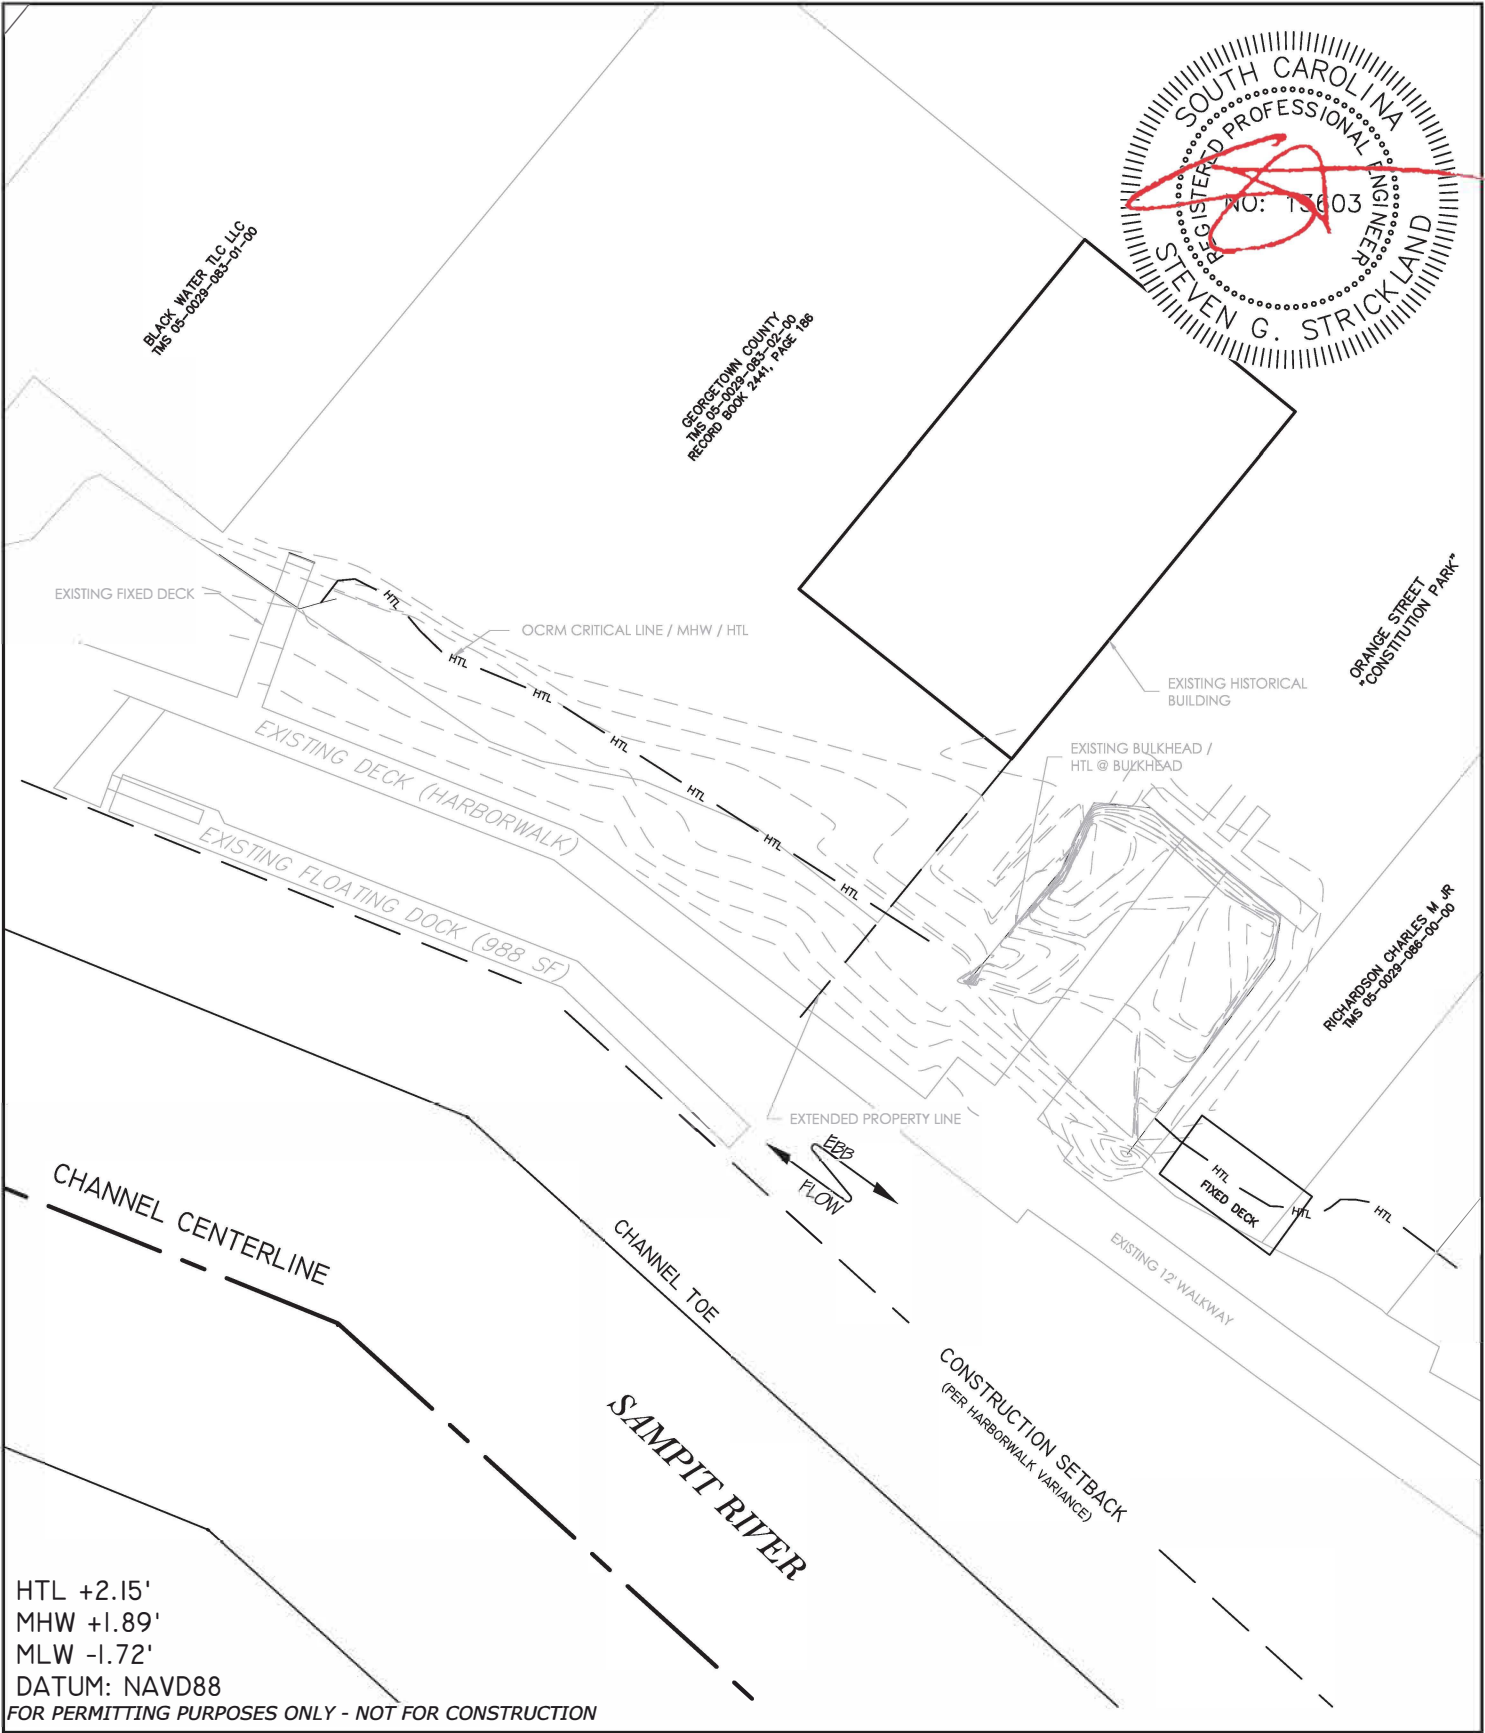 SOUTH CAROLINA
REGISTERED PROFESSIONAL ENGINEER
NO: 13603
STEVEN G. STRICKLAND
BLACK WATER TLC LLC
TMS 05-0029-083-01-00
GEORGETOWN COUNTY
TMS 05-0029-083-02-00
RECORD BOOK 2441, PAGE 186
ORANGE STREET
"CONSTITUTION PARK"
EXISTING FIXED DECK
HTL
OCRM CRITICAL LINE / MHW / HTL
HTL
HTL
HTL
HTL
HTL
HTL
EXISTING HISTORICAL
BUILDING
EXISTING BULKHEAD /
HTL @ BULKHEAD
EXISTING DECK (HARBORWALK)
EXISTING FLOATING DOCK (988 SF)
RICHARDSON CHARLES M JR
TMS 05-0029-086-00-00
EXTENDED PROPERTY LINE
EBB
FLOW
HTL
FIXED DECK
HTL
HTL
EXISTING 12' WALKWAY
CHANNEL CENTERLINE
CHANNEL TOE
CONSTRUCTION SETBACK
(PER HARBORWALK VARIANCE)
SAMPIT RIVER
HTL +2.15'
MHW +1.89'
MLW -1.72'
DATUM: NAVD88
FOR PERMITTING PURPOSES ONLY - NOT FOR CONSTRUCTION